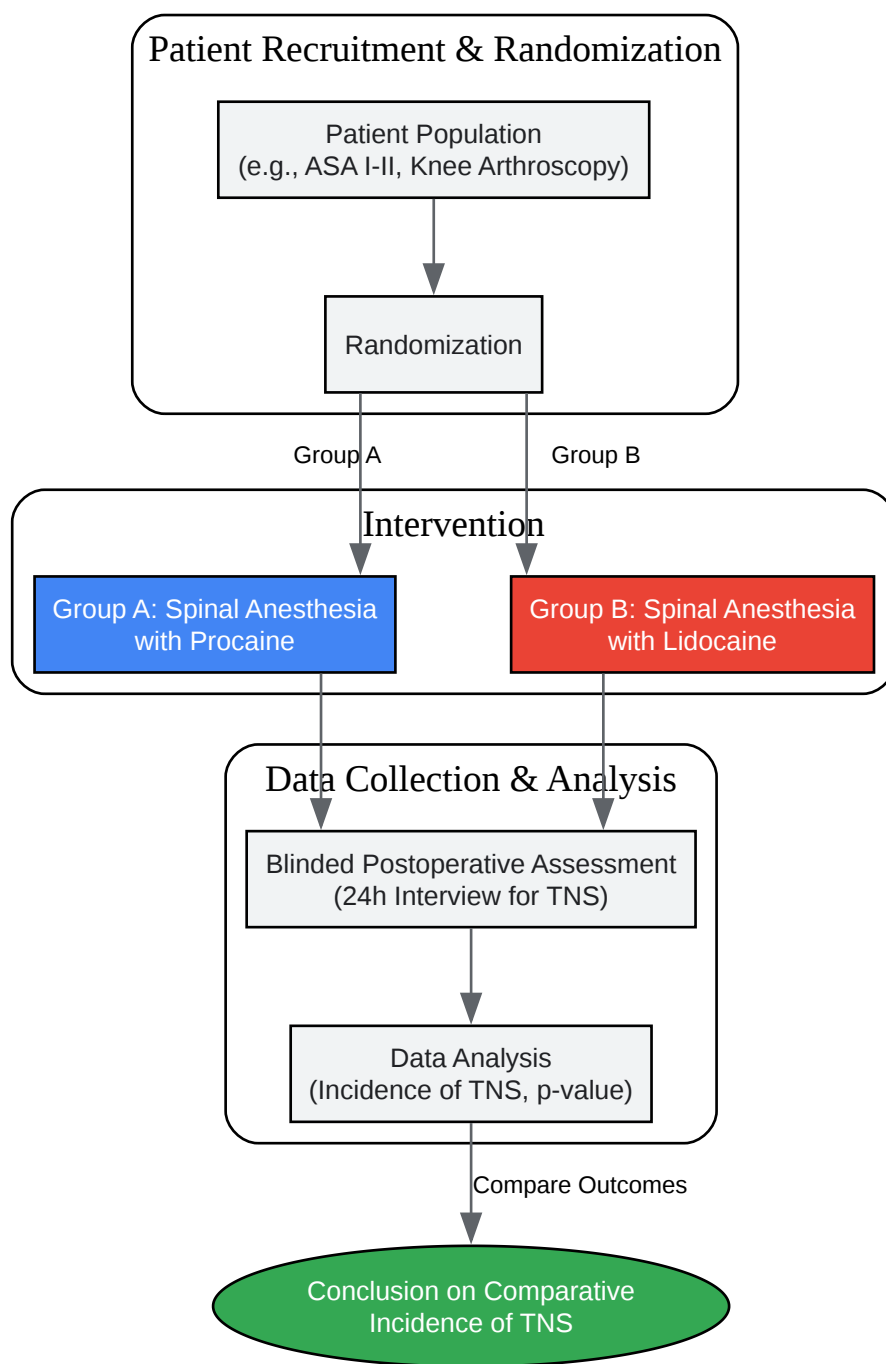 Patient Recruitment & Randomization
Patient Population
(e.g., ASA I-II, Knee Arthroscopy)
Randomization
Group A
Group B
Intervention
Group A: Spinal Anesthesia
with Procaine
Group B: Spinal Anesthesia
with Lidocaine
Data Collection & Analysis
Blinded Postoperative Assessment
(24h Interview for TNS)
Data Analysis
(Incidence of TNS, p-value)
Compare Outcomes
Conclusion on Comparative
Incidence of TNS